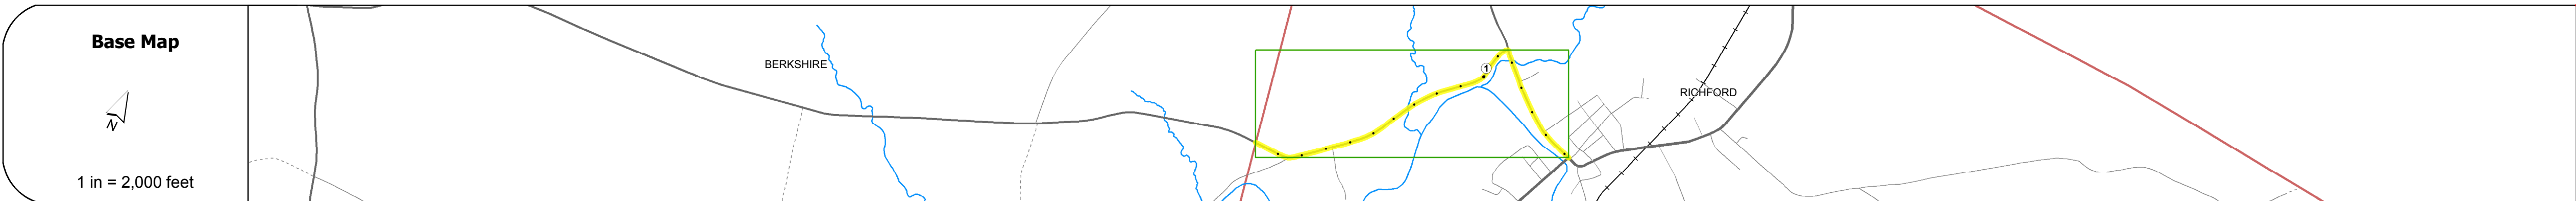 Base Map
N
1 in = 2,000 feet
BERKSHIRE
1
RICHFORD